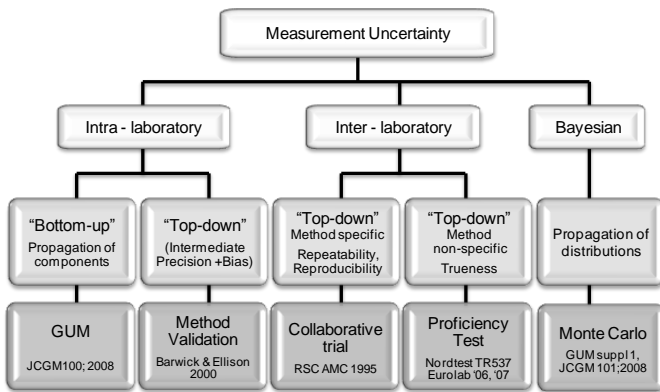 Measurement Uncertainty
Intra - laboratory
Inter - laboratory
Bayesian
“Bottom-up”
Propagation of
components
“Top-down”
(Intermediate
Precision +Bias)
“Top-down”
Method specific
Repeatability,
Reproducibility
“Top-down”
Method
non-specific
Trueness
Propagation of
distributions
GUM
JCGM100; 2008
Method
Validation
Barwick & Ellison
2000
Collaborative
trial
RSC AMC 1995
Proficiency
Test
Nordtest TR537
Eurolab ‘06, ‘07
Monte Carlo
GUM suppl 1,
JCGM 101;2008